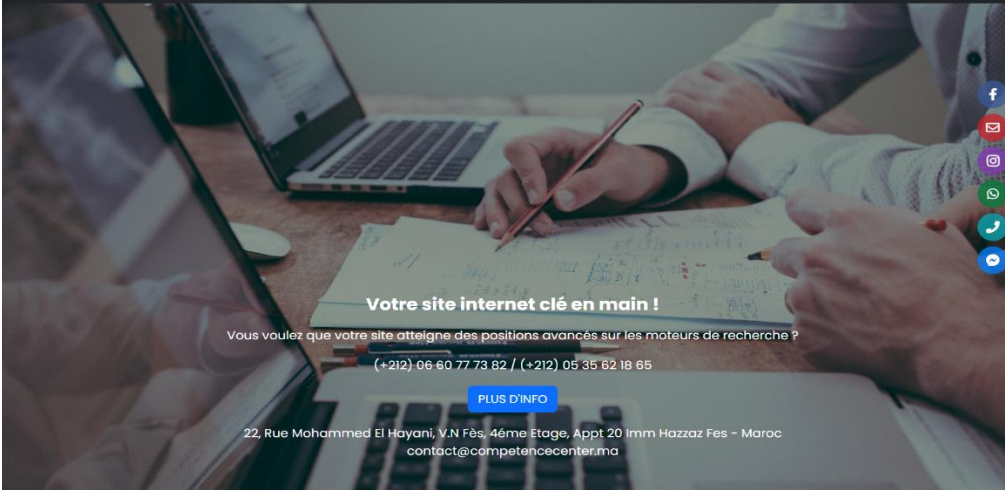 Votre site internet clé en main !
Vous voulez que votre site atteigne des positions avancés sur les moteurs de recherche ?
(+212) 06 60 77 73 82 / (+212) 05 35 62 18 65
PLUS D'INFO
22, Rue Mohammed El Hayani, V.N Fès, 4éme Etage, Appt 20 Imm Hazzaz Fes - Maroc
contact@competencecenter.ma